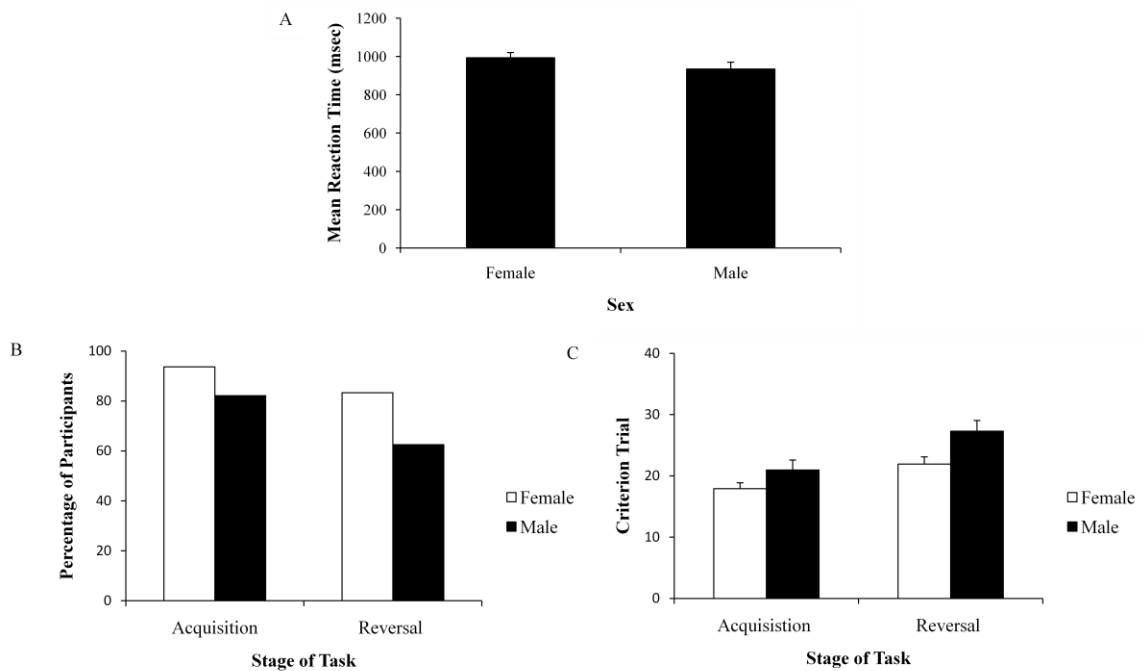 A
Mean Reaction Time (msec)
1200
1000
800
600
400
200
0
Female
Male
Sex
B
Percentage of Participants
100
80
60
40
20
0
Acquisition
Reversal
Stage of Task
Female
Male
C
Criterion Trial
40
30
20
10
0
Acquisistion
Reversal
Stage of Task
Female
Male